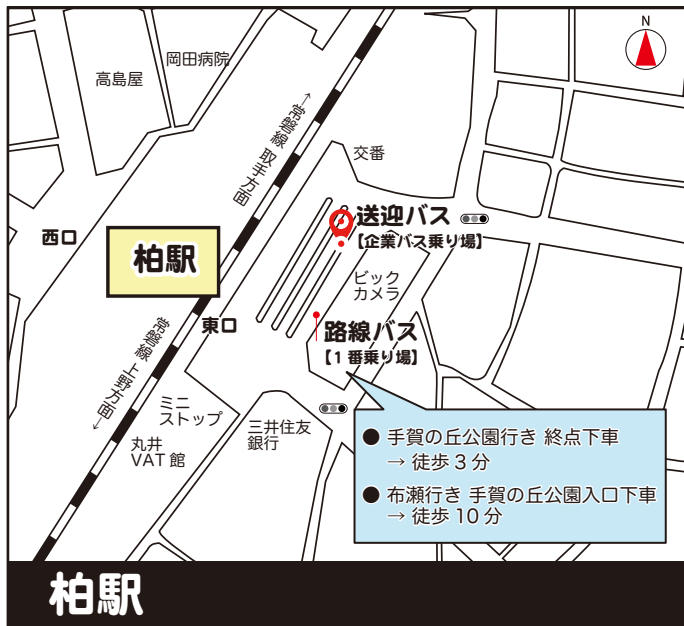 N
岡田病院
高島屋
←常磐線 取手方面
交番
送迎バス
【企業バス乗り場】
西口
柏駅
ビック
カメラ
東口
路線バス
【1番乗り場】
常磐線 上野方面→
ミニ
ストップ
三井住友
銀行
丸井
VAT館
● 手賀の丘公園行き 終点下車
→ 徒歩3分
● 布瀬行き 手賀の丘公園入口下車
→ 徒歩10分
柏駅